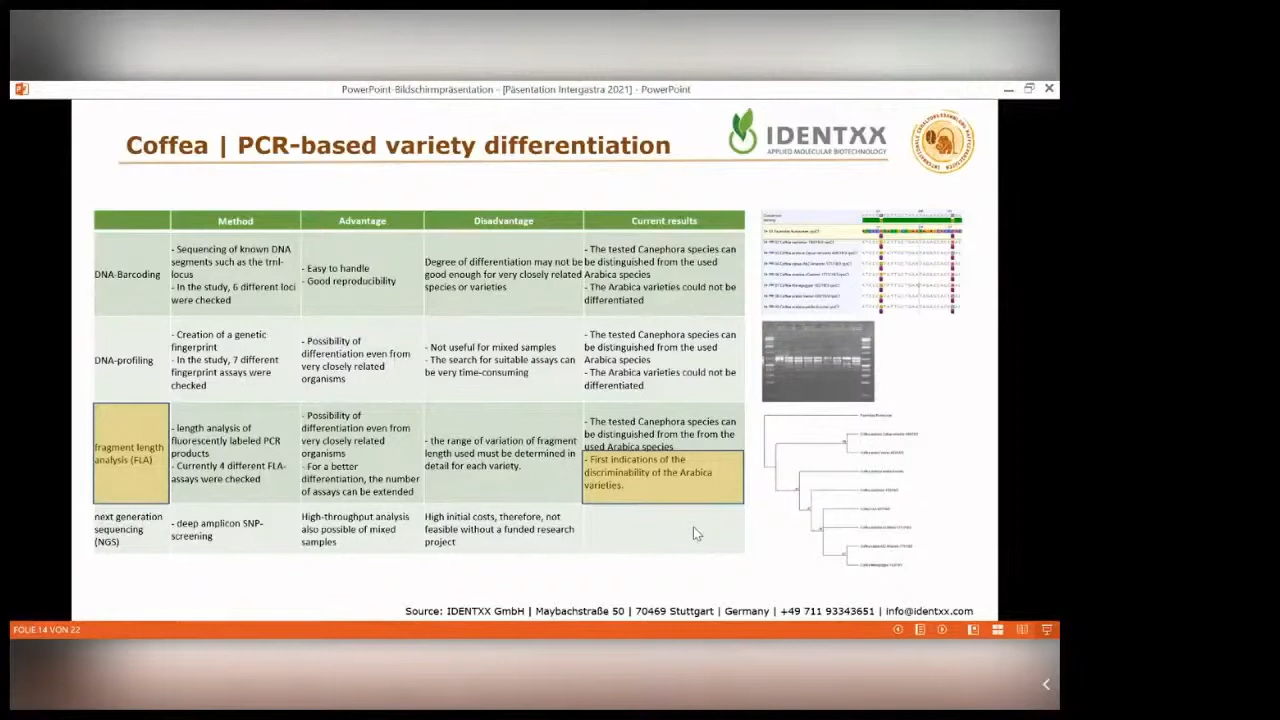 PowerPoint-Bildschirmpräsentation - [Päsentation Intergastra 2021] - PowerPoint
Coffea | PCR-based variety differentiation
IDENTXX
APPLIED MOLECULAR BIOTECHNOLOGY
Method
Advantage
Disadvantage
Current results
DNA-Barcoding
- Sequencing of known DNA
segments such as the trnl-
locus
- In the study, 6 different loci
were checked
- Easy to handle
- Good reproducibility
Degree of differentiation may not be
good enough for very closely related
species or varieties
- The tested Canephora species can
be distinguished from the used
Arabica species
- The Arabica varieties could not be
differentiated
DNA-profiling
- Creation of a genetic
fingerprint
- In the study, 7 different
fingerprint assays were
checked
- Possibility of
differentiation even from
very closely related
organisms
- Not useful for mixed samples
- The search for suitable assays can
be very time-consuming
- The tested Canephora species can
be distinguished from the used
Arabica species
- The Arabica varieties could not be
differentiated
fragment length
analysis (FLA)
- length analysis of
fluorescently labeled PCR
products
- Currently 4 different FLA-
assays were checked
- Possibility of
differentiation even from
very closely related
organisms
- For a better
differentiation, the number
of assays can be extended
- the range of variation of fragment
length used must be determined in
detail for each variety.
- The tested Canephora species can
be distinguished from the from the
used Arabica species
- First indications of the
discriminability of the Arabica
varieties.
next generation
sequencing
(NGS)
- deep amplicon SNP-
screening
High-throughput analysis
also possible of mixed
samples
High initial costs, therefore, not
feasible without a funded research
project
Source: IDENTXX GmbH | Maybachstraße 50 | 70469 Stuttgart | Germany | +49 711 93343651 | info@identxx.com
FOLIE 14 VON 22